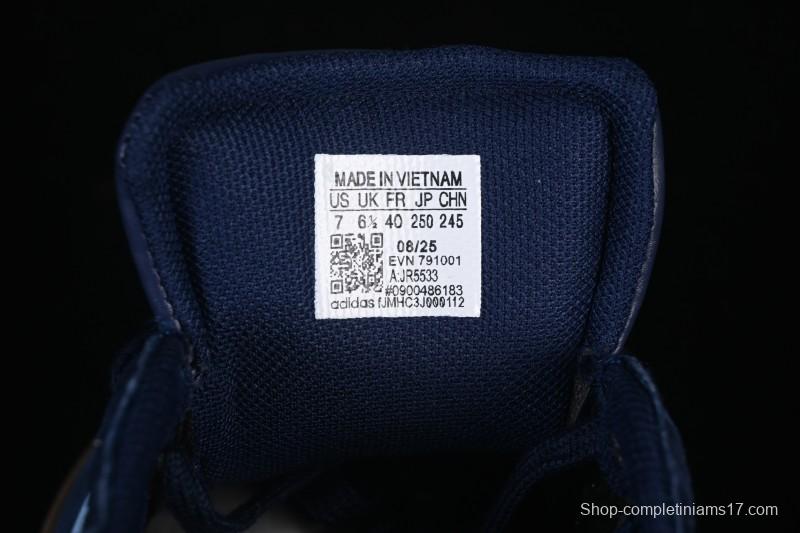 MADE IN VIETNAM
US UK FR JP CHN
7 6½ 40 250 245
08/25
EVN 791001
A:JR5533
#0900486183
adidas fJMHC3J000112
Shop-completiniams17.com